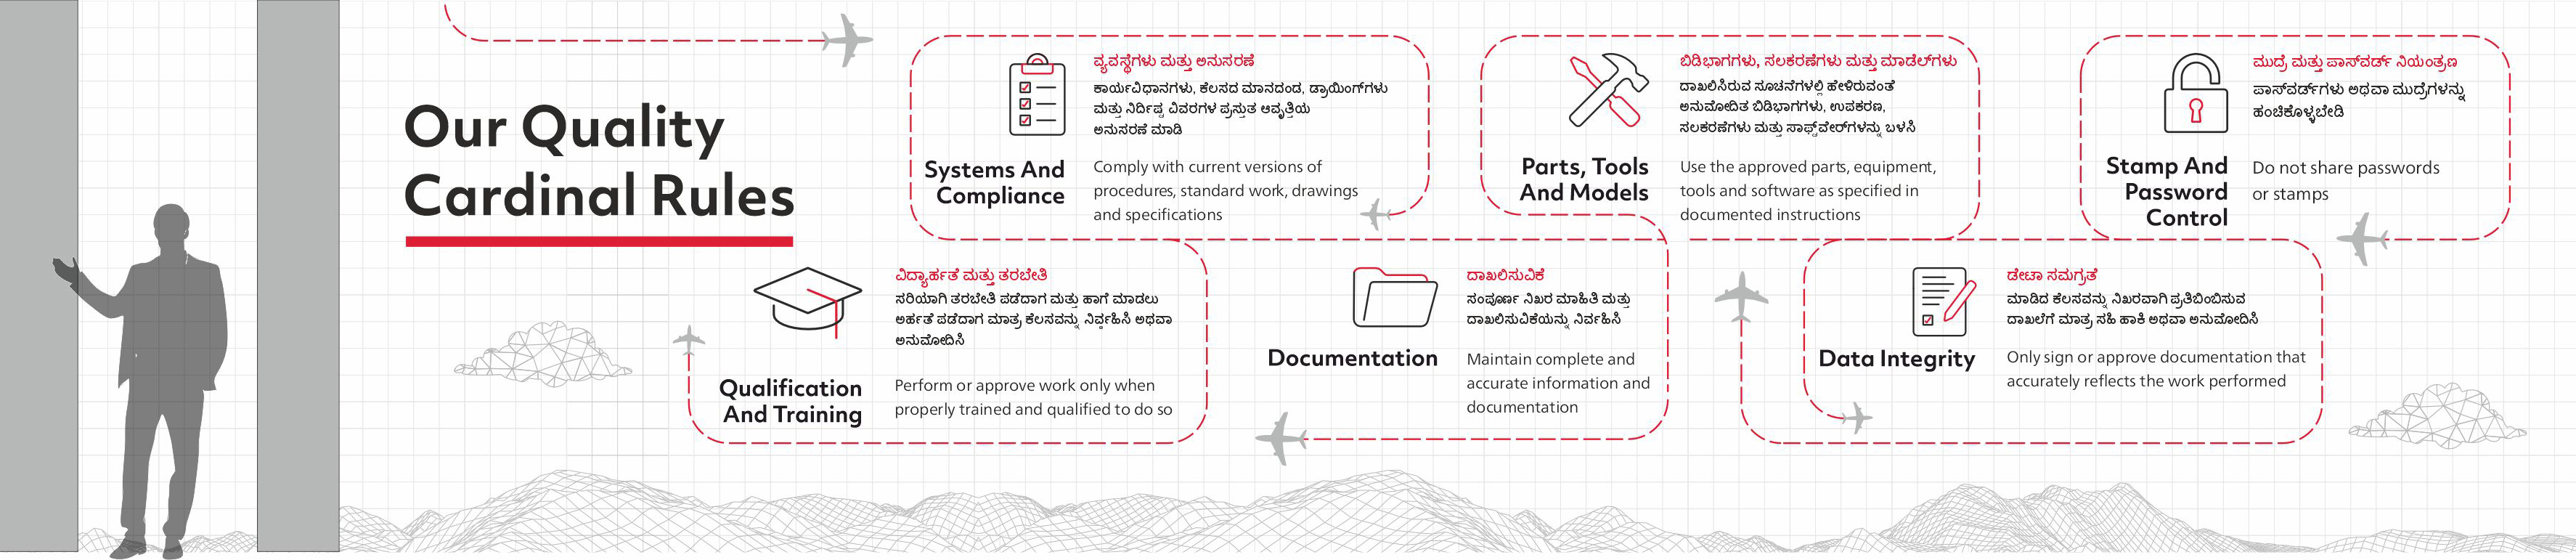 Our Quality
Cardinal Rules
ವ್ಯವಸ್ಥೆಗಳು ಮತ್ತು ಅನುಸರಣೆ
ಕಾರ್ಯವಿಧಾನಗಳು, ಕೆಲಸದ ಮಾನದಂಡ, ಡ್ರಾಯಿಂಗ್‌ಗಳು
ಮತ್ತು ನಿರ್ದಿಷ್ಟ ವಿವರಗಳ ಪ್ರಸ್ತುತ ಆವೃತ್ತಿಯ
ಅನುಸರಣೆ ಮಾಡಿ
Systems And
Compliance
Comply with current versions of
procedures, standard work, drawings
and specifications
ಬಿಡಿಭಾಗಗಳು, ಸಲಕರಣೆಗಳು ಮತ್ತು ಮಾಡೆಲ್‌ಗಳು
ದಾಖಲಿಸಿರುವ ಸೂಚನೆಗಳಲ್ಲಿ ಹೇಳಿರುವಂತೆ
ಅನುಮೋದಿತ ಬಿಡಿಭಾಗಗಳು, ಉಪಕರಣ,
ಸಲಕರಣೆಗಳು ಮತ್ತು ಸಾಫ್ಟ್‌ವೇರ್‌ಗಳನ್ನು ಬಳಸಿ
Parts, Tools
And Models
Use the approved parts, equipment,
tools and software as specified in
documented instructions
ಮುದ್ರೆ ಮತ್ತು ಪಾಸ್‌ವರ್ಡ್ ನಿಯಂತ್ರಣ
ಪಾಸ್‌ವರ್ಡ್‌ಗಳು ಅಥವಾ ಮುದ್ರೆಗಳನ್ನು
ಹಂಚಿಕೊಳ್ಳಬೇಡಿ
Stamp And
Password
Control
Do not share passwords
or stamps
ವಿದ್ಯಾರ್ಹತೆ ಮತ್ತು ತರಬೇತಿ
ಸರಿಯಾಗಿ ತರಬೇತಿ ಪಡೆದಾಗ ಮತ್ತು ಹಾಗೆ ಮಾಡಲು
ಅರ್ಹತೆ ಪಡೆದಾಗ ಮಾತ್ರ ಕೆಲಸವನ್ನು ನಿರ್ವಹಿಸಿ ಅಥವಾ
ಅನುಮೋದಿಸಿ
Qualification
And Training
Perform or approve work only when
properly trained and qualified to do so
ದಾಖಲಿಸುವಿಕೆ
ಸಂಪೂರ್ಣ ನಿಖರ ಮಾಹಿತಿ ಮತ್ತು
ದಾಖಲಿಸುವಿಕೆಯನ್ನು ನಿರ್ವಹಿಸಿ
Documentation
Maintain complete and
accurate information and
documentation
ಡೇಟಾ ಸಮಗ್ರತೆ
ಮಾಡಿದ ಕೆಲಸವನ್ನು ನಿಖರವಾಗಿ ಪ್ರತಿಬಿಂಬಿಸುವ
ದಾಖಲೆಗೆ ಮಾತ್ರ ಸಹಿ ಹಾಕಿ ಅಥವಾ ಅನುಮೋದಿಸಿ
Data Integrity
Only sign or approve documentation that
accurately reflects the work performed